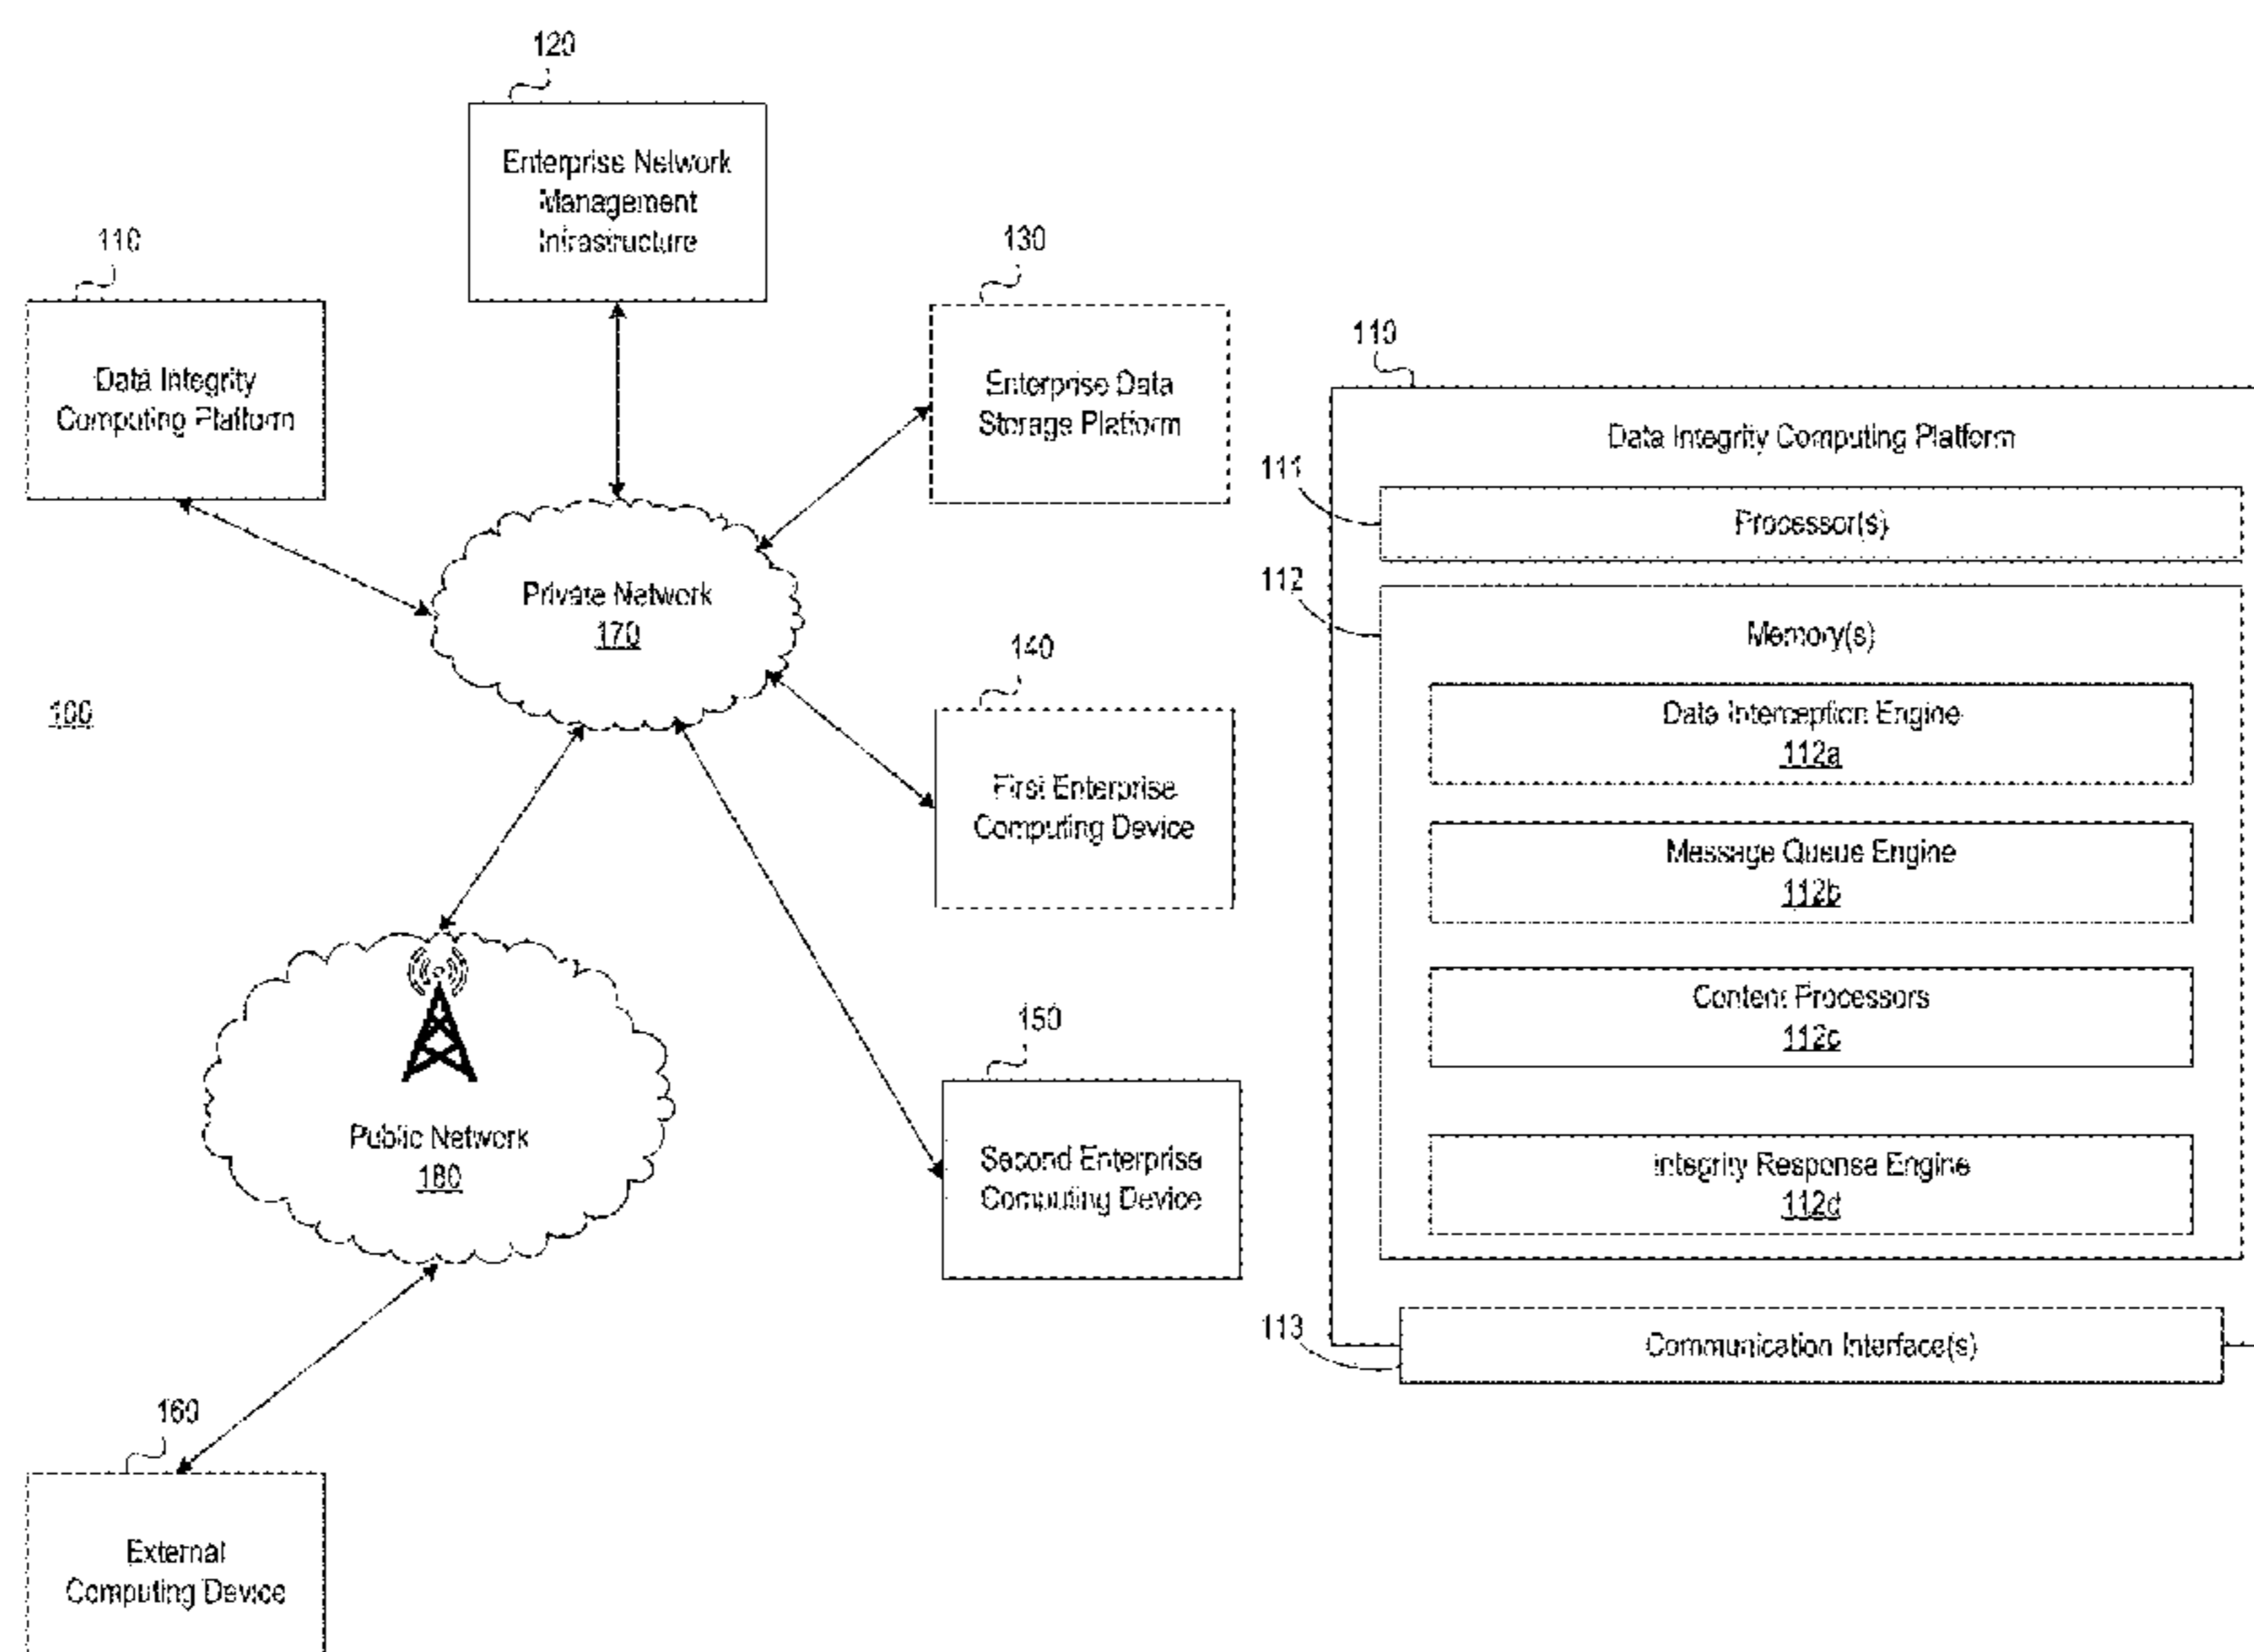 120
Enterprise Network
Management
Infrastructure
110
Data Integrity
Computing Platform
130
Enterprise Data
Storage Platform
Private Network
170
100
140
First Enterprise
Computing Device
Public Network
180
150
Second Enterprise
Computing Device
160
External
Computing Device
110
Data Integrity Computing Platform
111
Processor(s)
112
Memory(s)
Data Interception Engine
112a
Message Queue Engine
112b
Content Processors
112c
Integrity Response Engine
112d
113
Communication Interface(s)